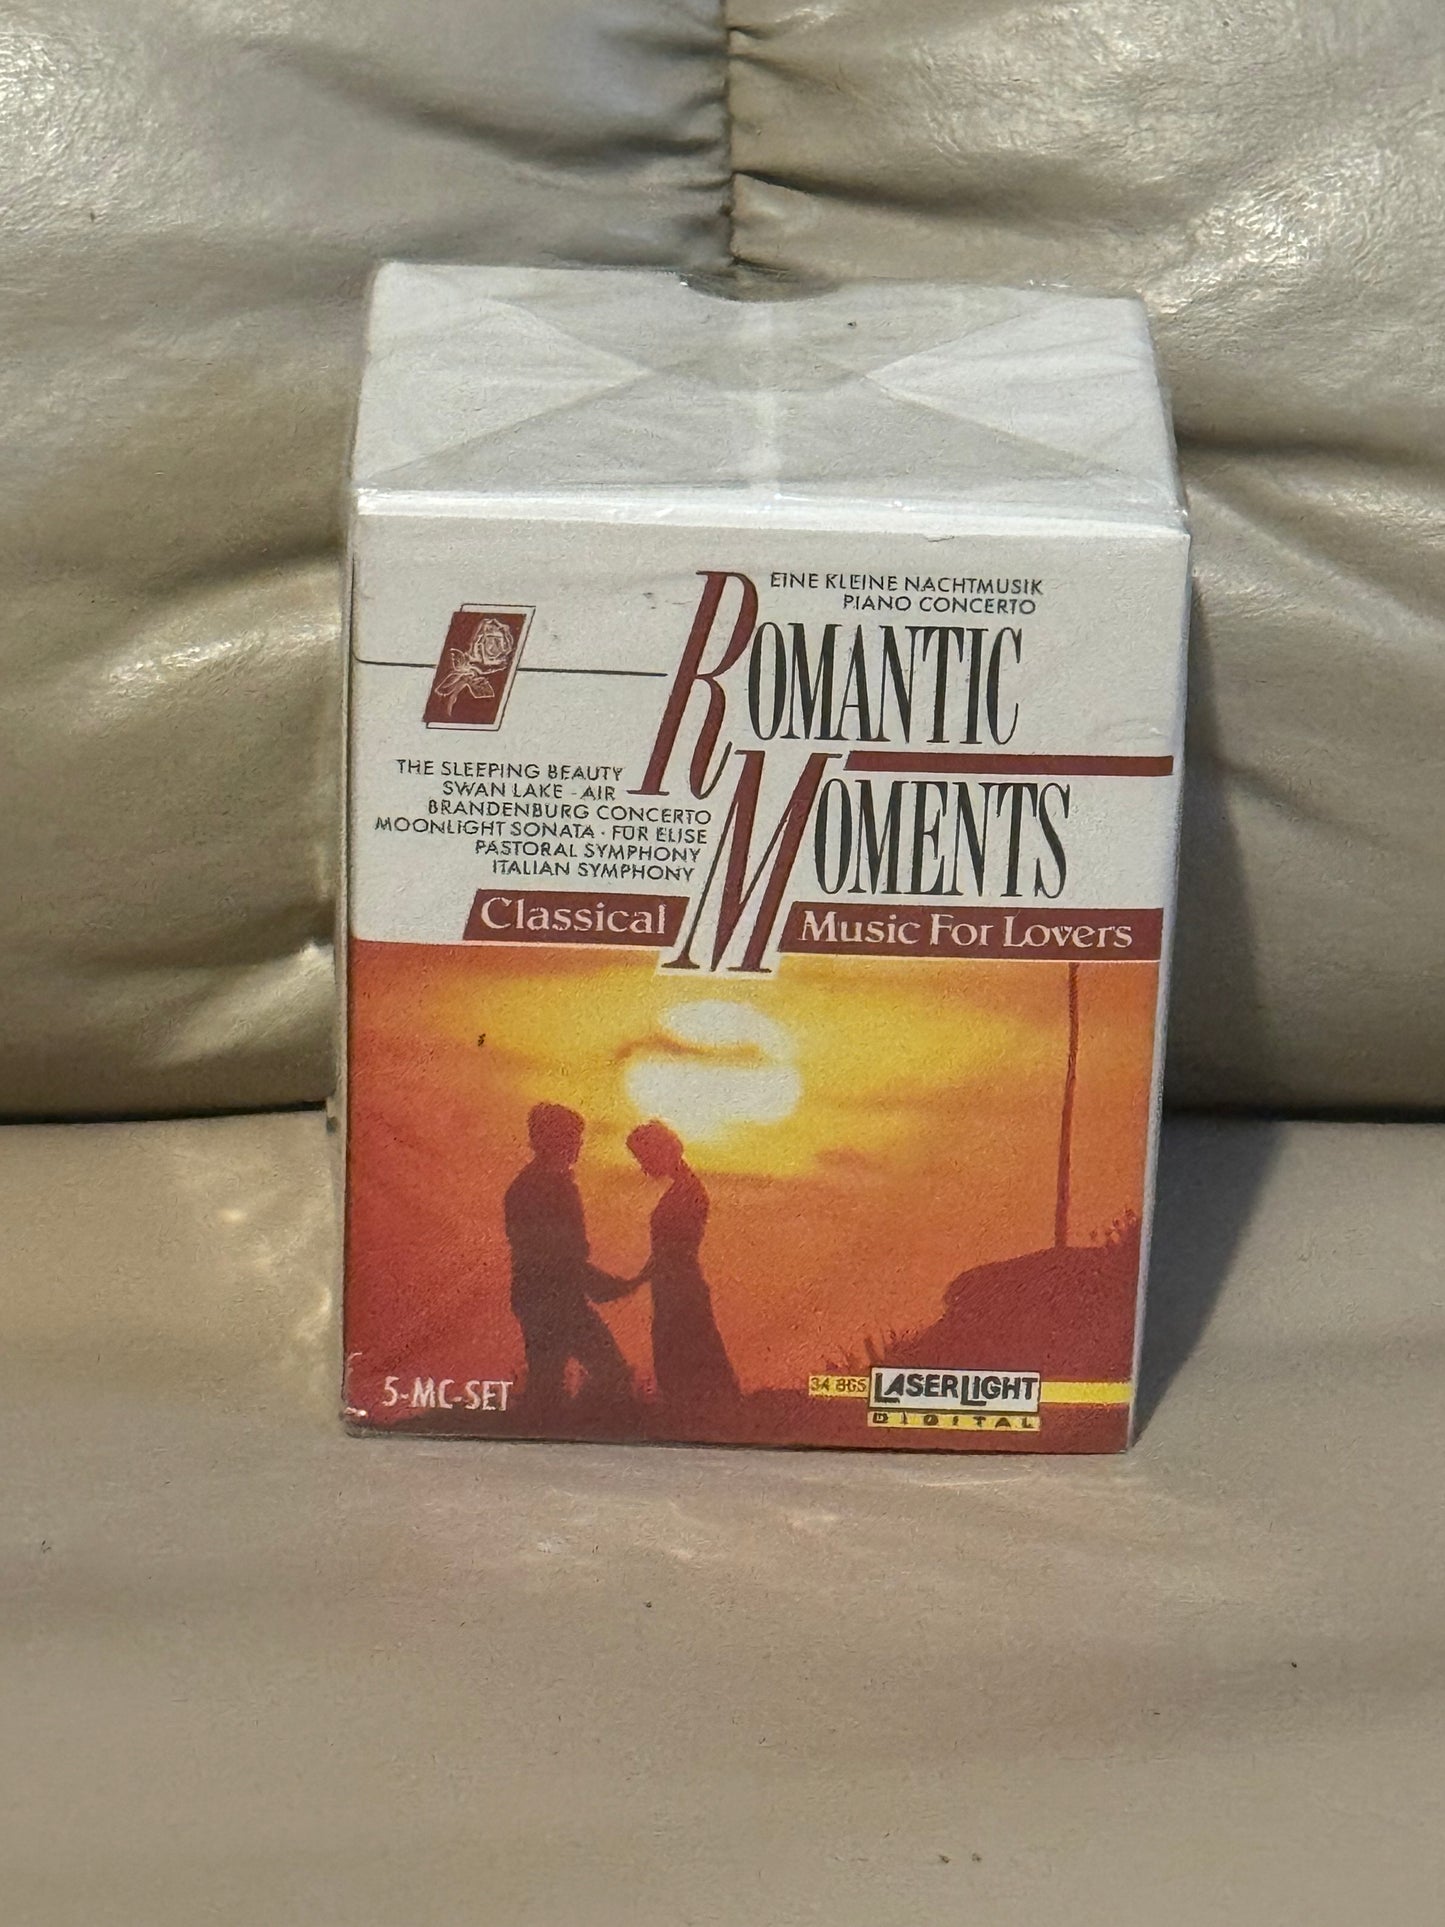 EINE KLEINE NACHTMUSIK
PIANO CONCERTO
ROMANTIC
MOMENTS
THE SLEEPING BEAUTY
SWAN LAKE - AIR
BRANDENBURG CONCERTO
MOONLIGHT SONATA · FÜR ELISE
PASTORAL SYMPHONY
ITALIAN SYMPHONY
Classical Music For Lovers
5-MC-SET
34 865 LASERLIGHT
DIGITAL